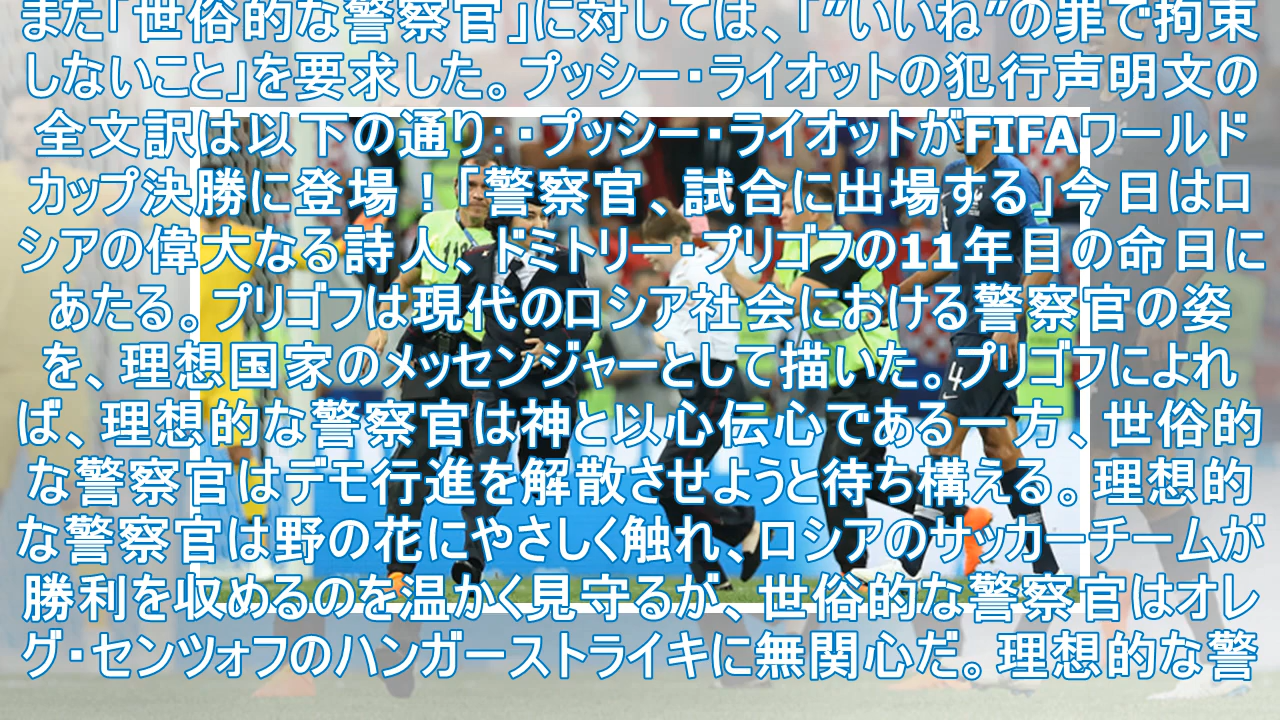 また「世俗的な警察官」に対しては、「”いいね”の罪で拘束
しないこと」を要求した。プッシー・ライオットの犯行声明文の
全文訳は以下の通り:・プッシー・ライオットがFIFAワールド
カップ決勝に登場！「警察官、試合に出場する」今日はロ
シアの偉大なる詩人、ドミトリー・プリゴフの11年目の命日に
あたる。プリゴフは現代のロシア社会における警察官の姿
を、理想国家のメッセンジャーとして描いた。プリゴフによれ
ば、理想的な警察官は神と以心伝心である一方、世俗的
な警察官はデモ行進を解散させようと待ち構える。理想的
な警察官は野の花にやさしく触れ、ロシアのサッカーチームが
勝利を収めるのを温かく見守るが、世俗的な警察官はオレ
グ・センツォフのハンガーストライキに無関心だ。理想的な警
4